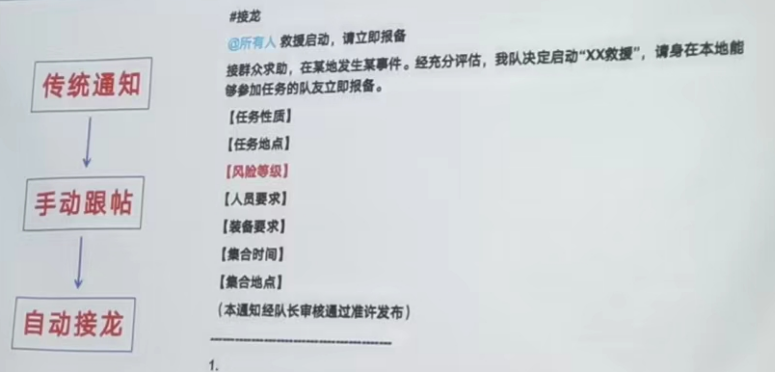 传统通知
手动跟帖
自动接龙
#接龙
@所有人 救援启动，请立即报备
接群众求助，在某地发生某事件。经充分评估，我队决定启动“XX救援”，请身在本地能
够参加任务的队友立即报备。
【任务性质】
【任务地点】
【风险等级】
【人员要求】
【装备要求】
【集合时间】
【集合地点】
（本通知经队长审核通过准许发布）
1.